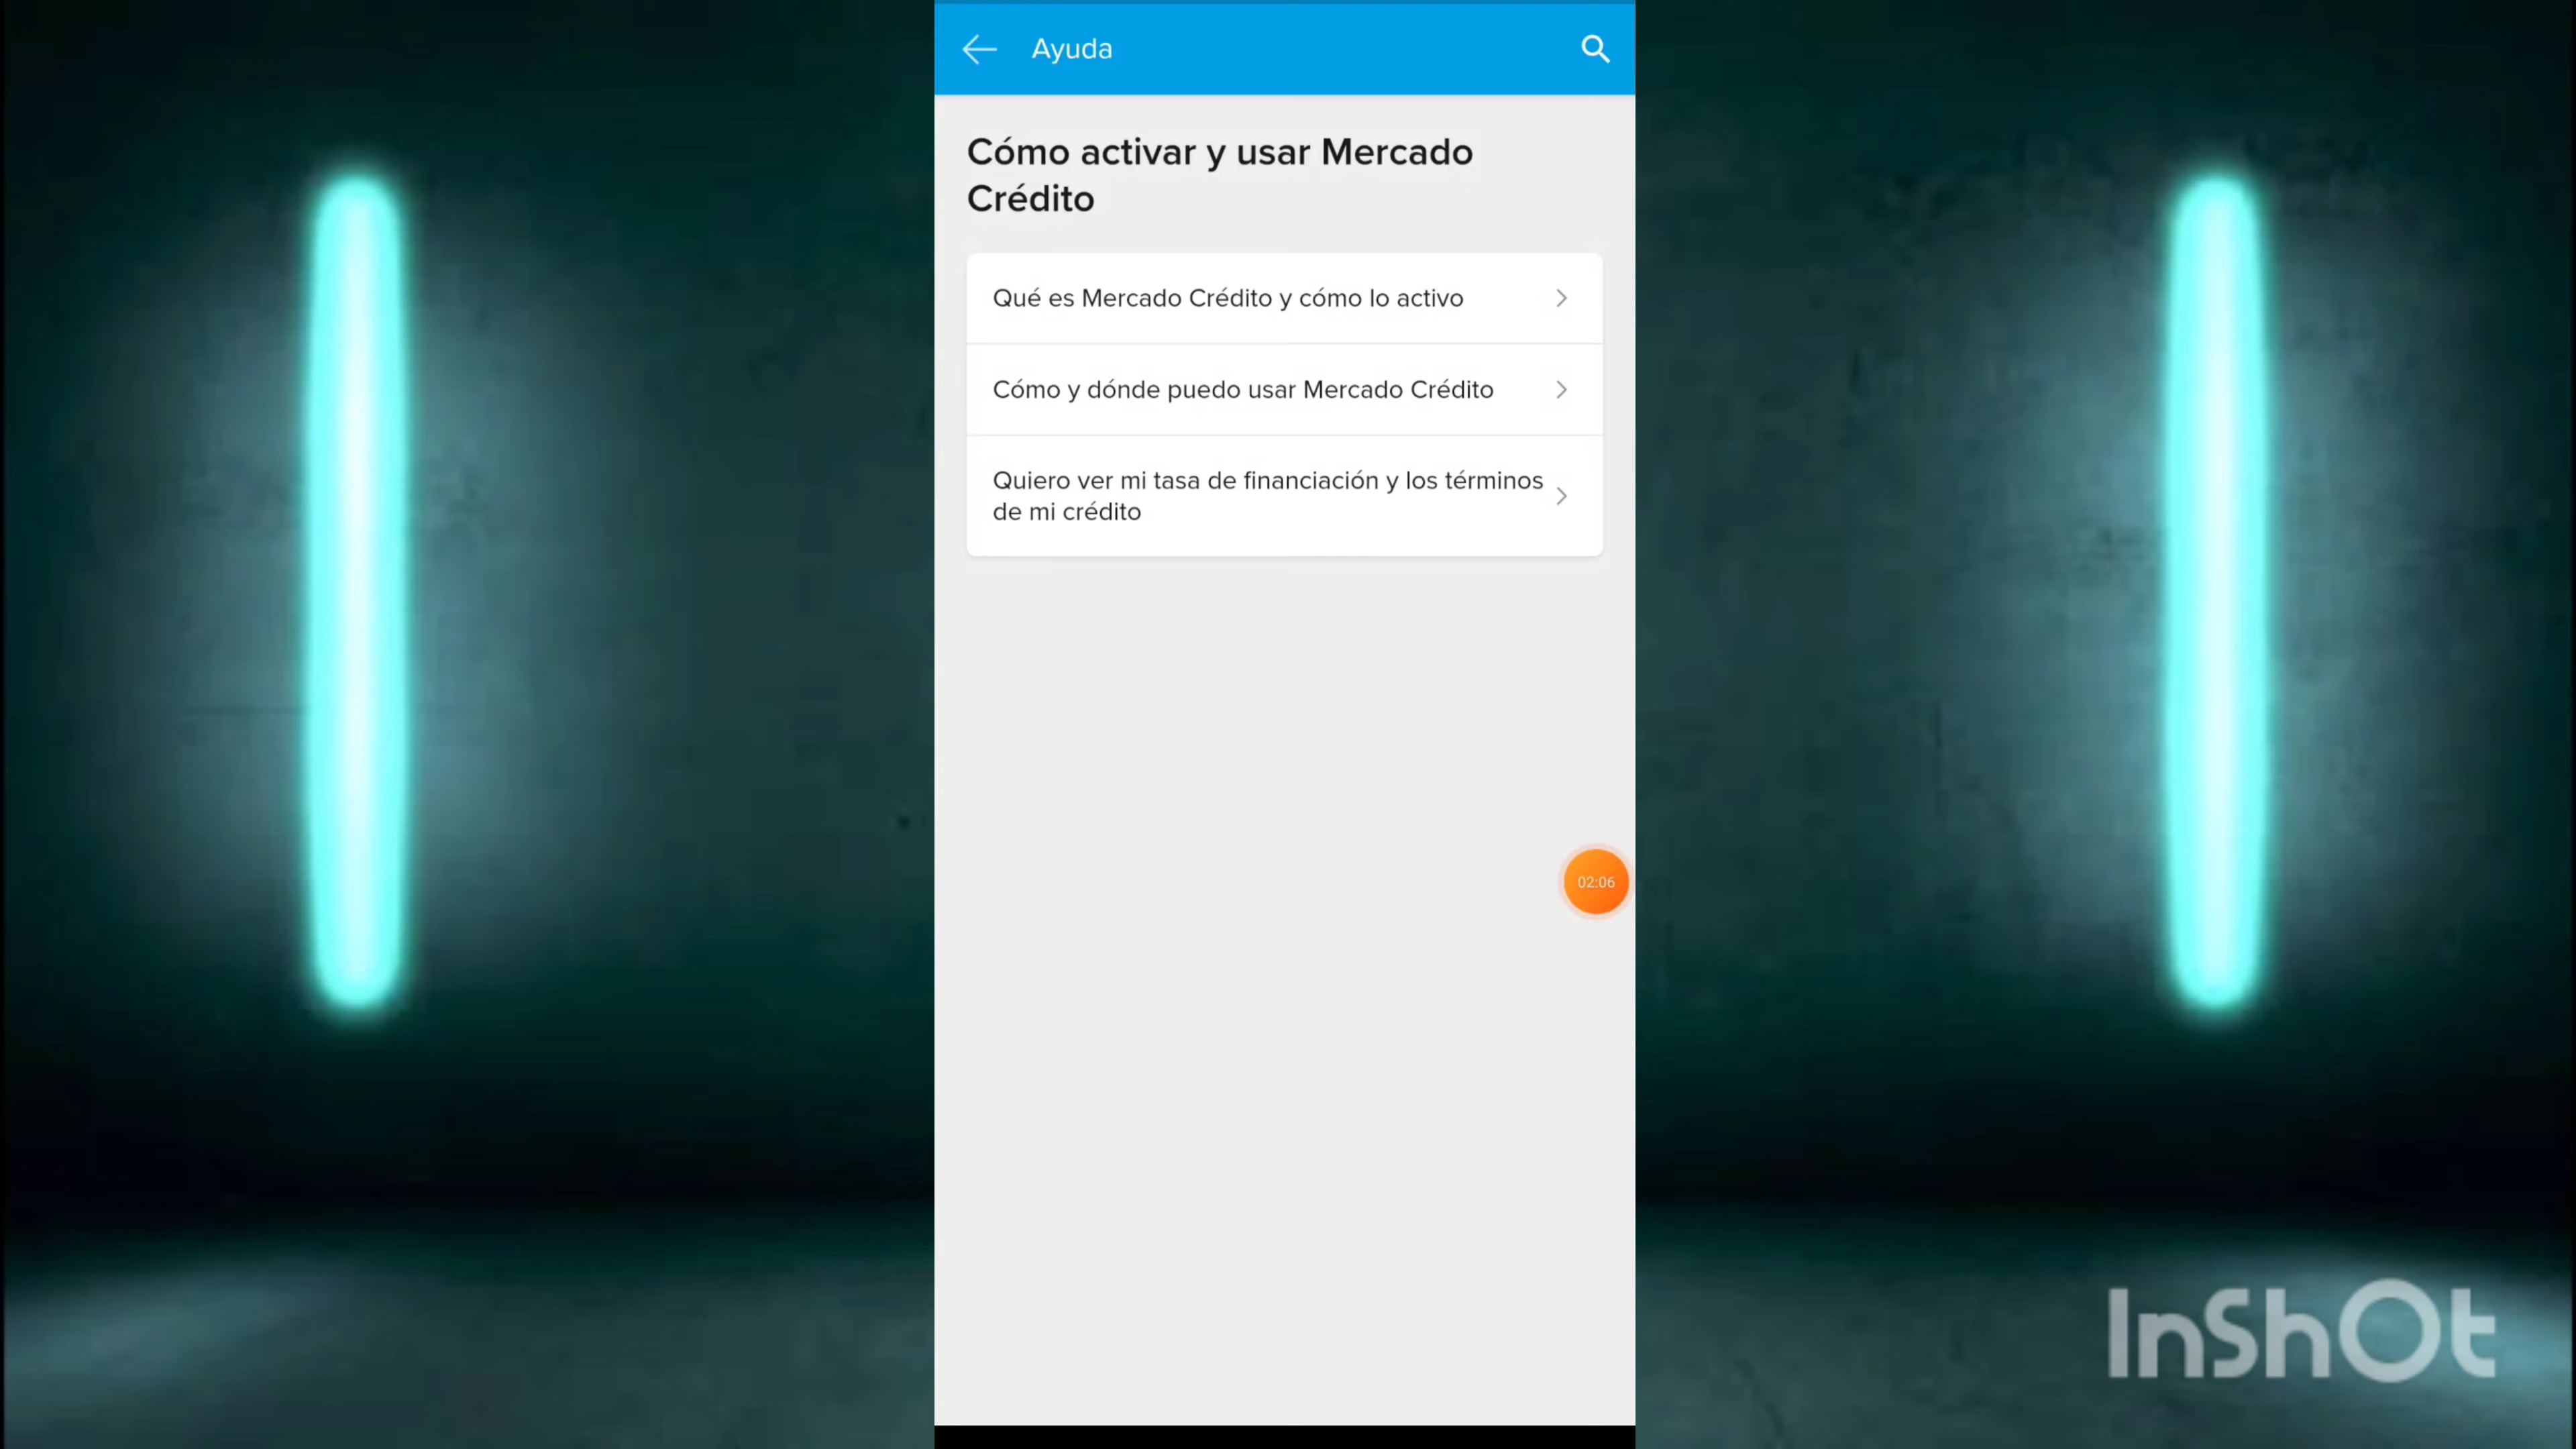 Ayuda
Cómo activar y usar Mercado
Crédito
Qué es Mercado Crédito y cómo lo activo
Cómo y dónde puedo usar Mercado Crédito
Quiero ver mi tasa de financiación y los términos
de mi crédito
02:06
InShOt